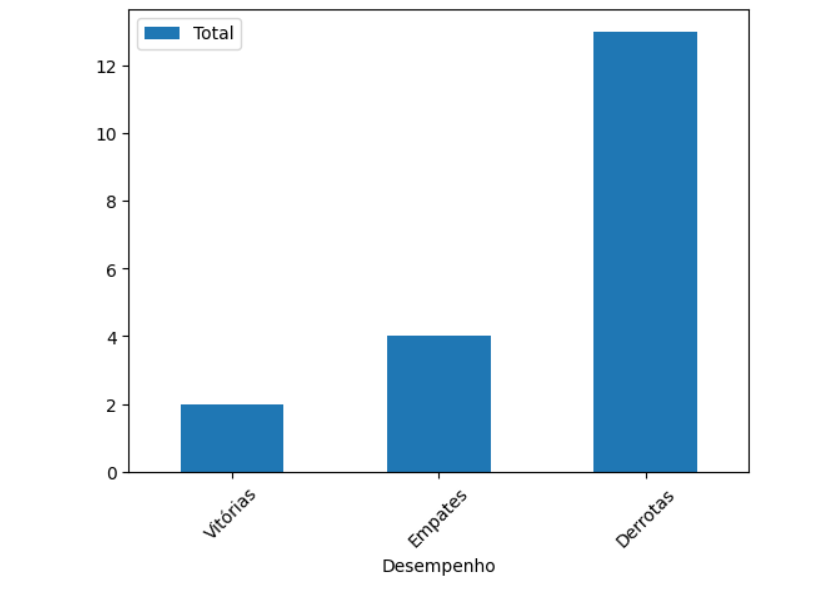 Total
12
10
8
6
4
2
0
Vitórias
Empates
Derrotas
Desempenho